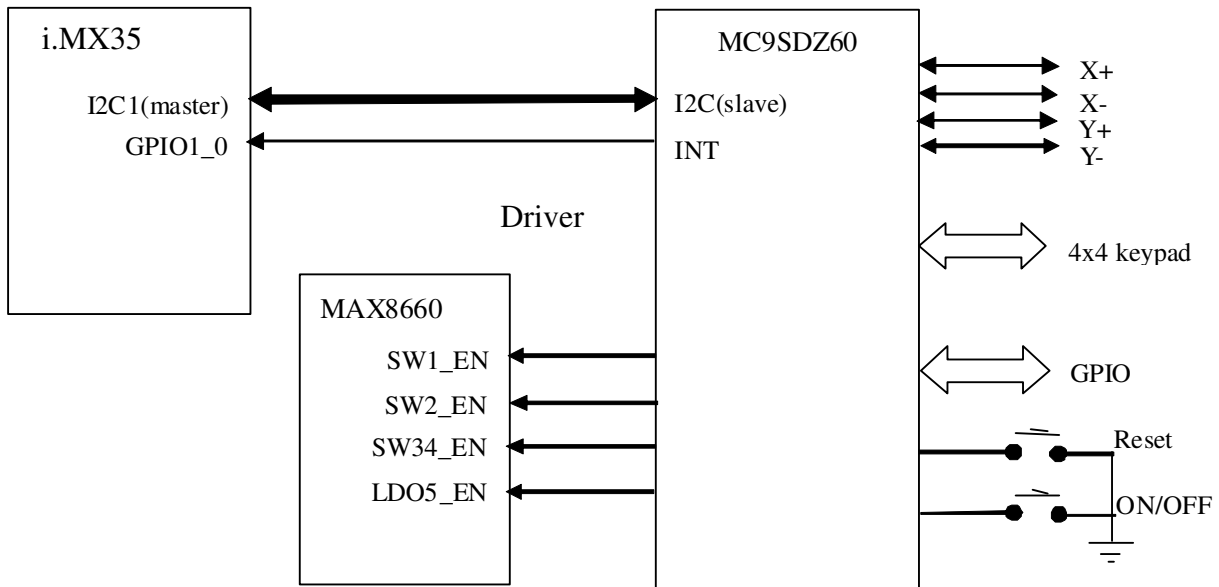 i.MX35
I2C1(master)
GPIO1_0
MC9SDZ60
I2C(slave)
INT
X+
X-
Y+
Y-
Driver
4x4 keypad
MAX8660
SW1_EN
SW2_EN
SW34_EN
LDO5_EN
GPIO
Reset
ON/OFF